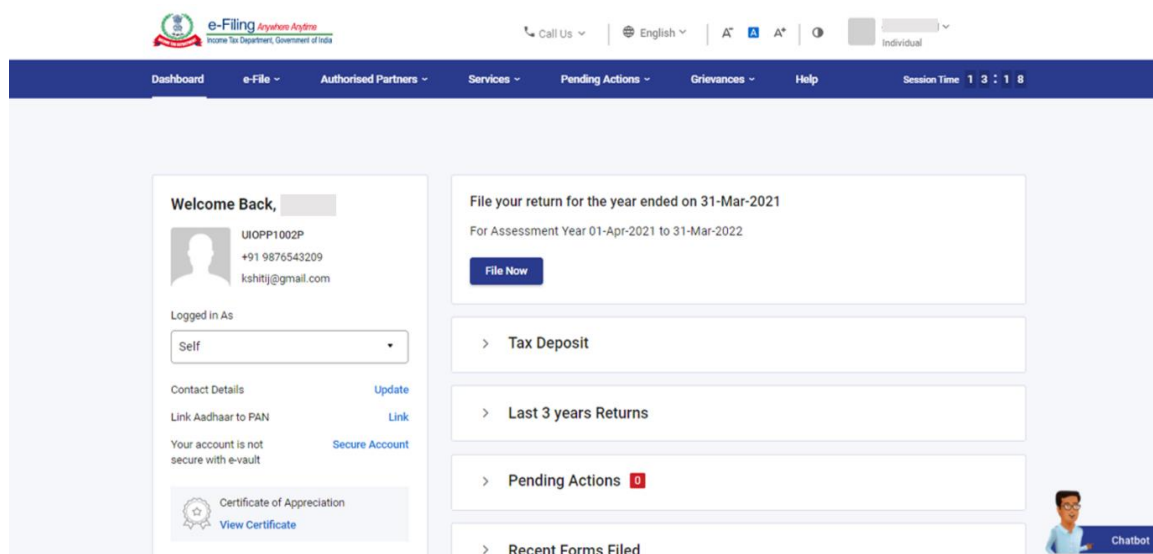 e-Filing Anywhere Anytime
Income Tax Department, Government of India
Call Us
English
A- A A+
Individual
Dashboard e-File Authorised Partners Services Pending Actions Grievances Help Session Time 1 3 : 1 8
Welcome Back,
UIOPP1002P
+91 9876543209
kshitij@gmail.com
Logged in As
Self
Contact Details Update
Link Aadhaar to PAN Link
Your account is not Secure Account
secure with e-vault
Certificate of Appreciation
View Certificate
File your return for the year ended on 31-Mar-2021
For Assessment Year 01-Apr-2021 to 31-Mar-2022
File Now
Tax Deposit
Last 3 years Returns
Pending Actions 0
Recent Forms Filed
Chatbot